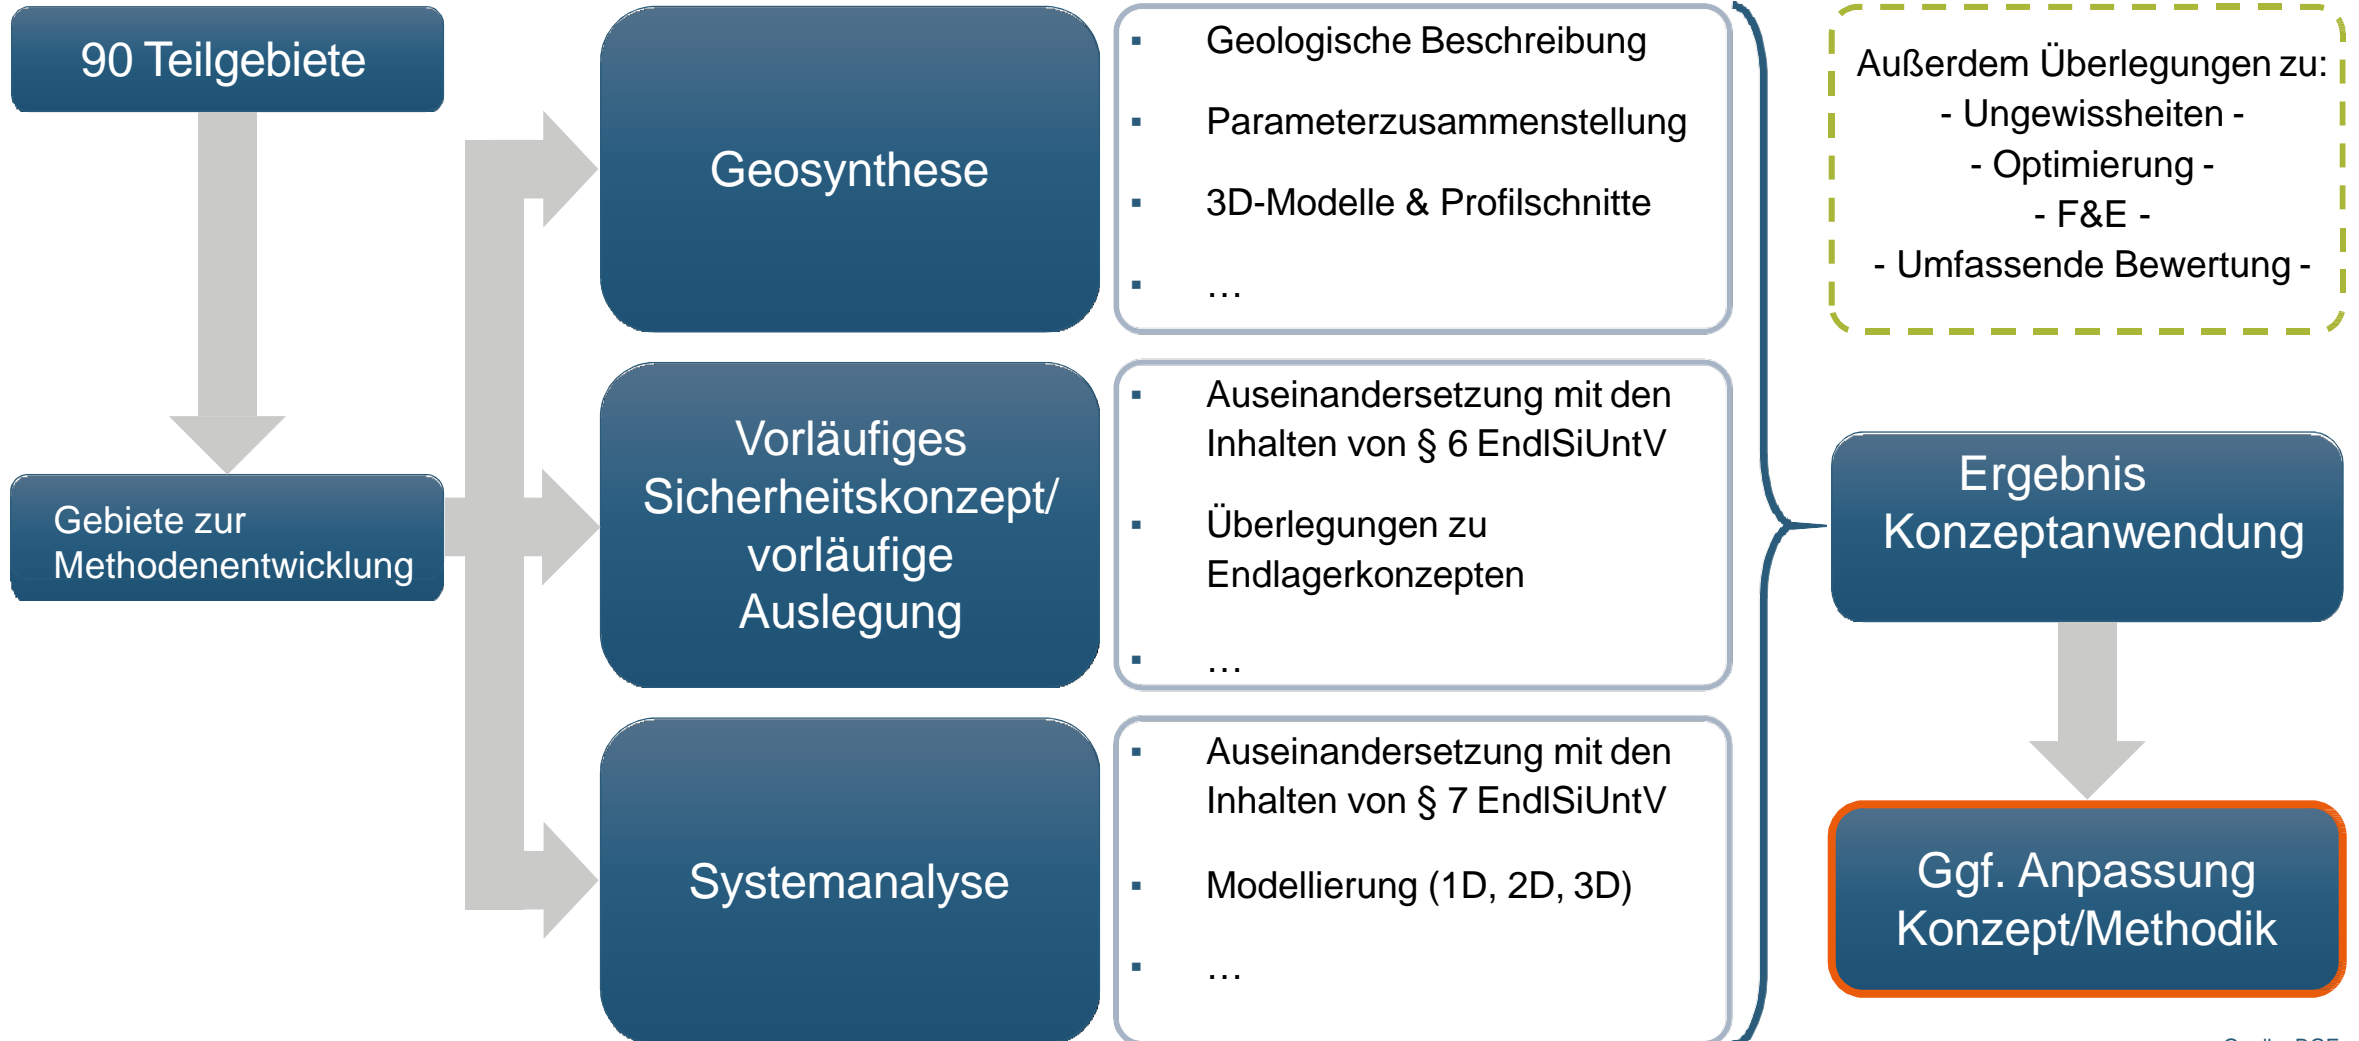 90 Teilgebiete
Gebiete zur
Methodenentwicklung
Geosynthese
▪ Geologische Beschreibung
▪ Parameterzusammenstellung
▪ 3D-Modelle & Profilschnitte
▪ …
Vorläufiges
Sicherheitskonzept/
vorläufige
Auslegung
▪ Auseinandersetzung mit den
Inhalten von § 6 EndlSiUntV
▪ Überlegungen zu
Endlagerkonzepten
▪ …
Systemanalyse
▪ Auseinandersetzung mit den
Inhalten von § 7 EndlSiUntV
▪ Modellierung (1D, 2D, 3D)
▪ …
Außerdem Überlegungen zu:
- Ungewissheiten -
- Optimierung -
- F&E -
- Umfassende Bewertung -
Ergebnis
Konzeptanwendung
Ggf. Anpassung
Konzept/Methodik